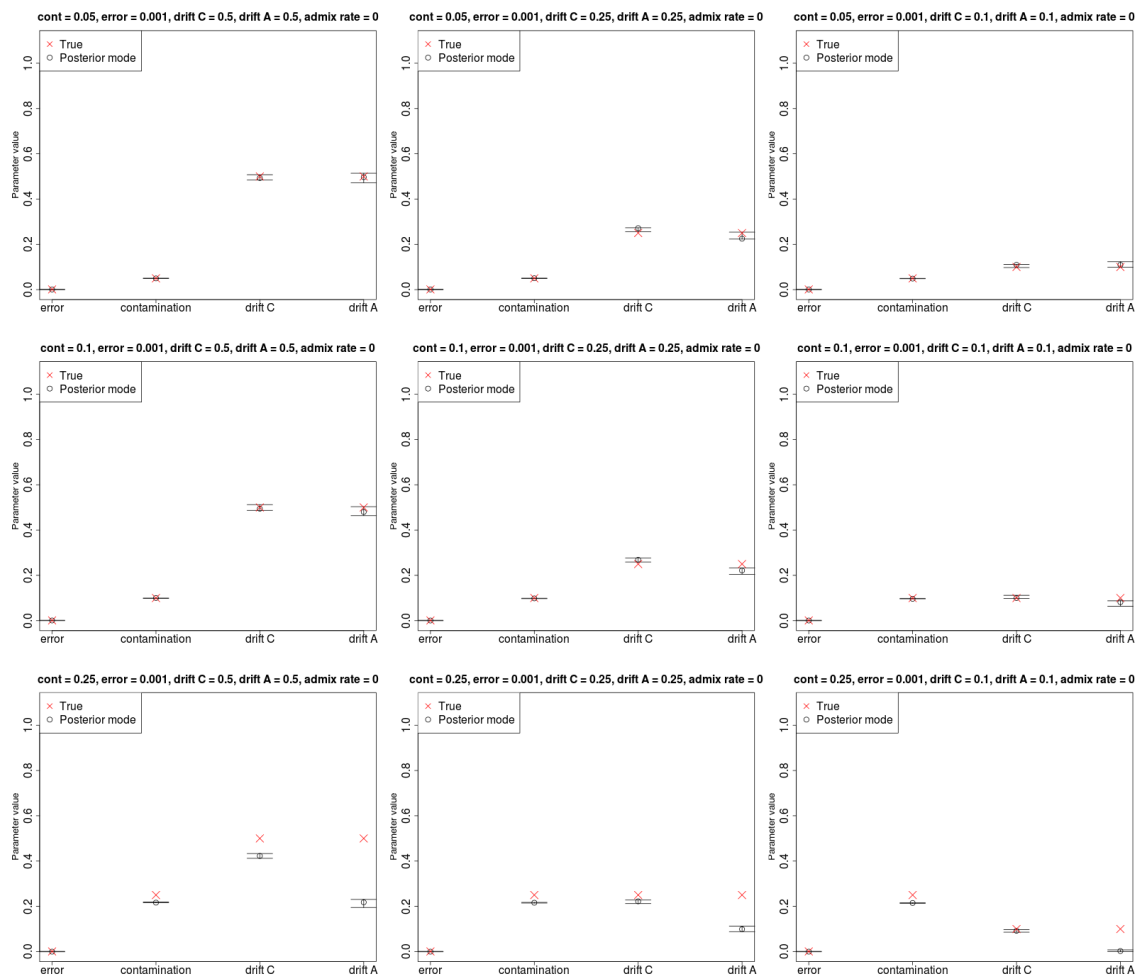 cont = 0.05, error = 0.001, drift C = 0.5, drift A = 0.5, admix rate = 0
True
Posterior mode
Parameter value
0.0 0.2 0.4 0.6 0.8 1.0
error contamination drift C drift A
cont = 0.05, error = 0.001, drift C = 0.25, drift A = 0.25, admix rate = 0
True
Posterior mode
Parameter value
0.0 0.2 0.4 0.6 0.8 1.0
error contamination drift C drift A
cont = 0.05, error = 0.001, drift C = 0.1, drift A = 0.1, admix rate = 0
True
Posterior mode
Parameter value
0.0 0.2 0.4 0.6 0.8 1.0
error contamination drift C drift A
cont = 0.1, error = 0.001, drift C = 0.5, drift A = 0.5, admix rate = 0
True
Posterior mode
Parameter value
0.0 0.2 0.4 0.6 0.8 1.0
error contamination drift C drift A
cont = 0.1, error = 0.001, drift C = 0.25, drift A = 0.25, admix rate = 0
True
Posterior mode
Parameter value
0.0 0.2 0.4 0.6 0.8 1.0
error contamination drift C drift A
cont = 0.1, error = 0.001, drift C = 0.1, drift A = 0.1, admix rate = 0
True
Posterior mode
Parameter value
0.0 0.2 0.4 0.6 0.8 1.0
error contamination drift C drift A
cont = 0.25, error = 0.001, drift C = 0.5, drift A = 0.5, admix rate = 0
True
Posterior mode
Parameter value
0.0 0.2 0.4 0.6 0.8 1.0
error contamination drift C drift A
cont = 0.25, error = 0.001, drift C = 0.25, drift A = 0.25, admix rate = 0
True
Posterior mode
Parameter value
0.0 0.2 0.4 0.6 0.8 1.0
error contamination drift C drift A
cont = 0.25, error = 0.001, drift C = 0.1, drift A = 0.1, admix rate = 0
True
Posterior mode
Parameter value
0.0 0.2 0.4 0.6 0.8 1.0
error contamination drift C drift A